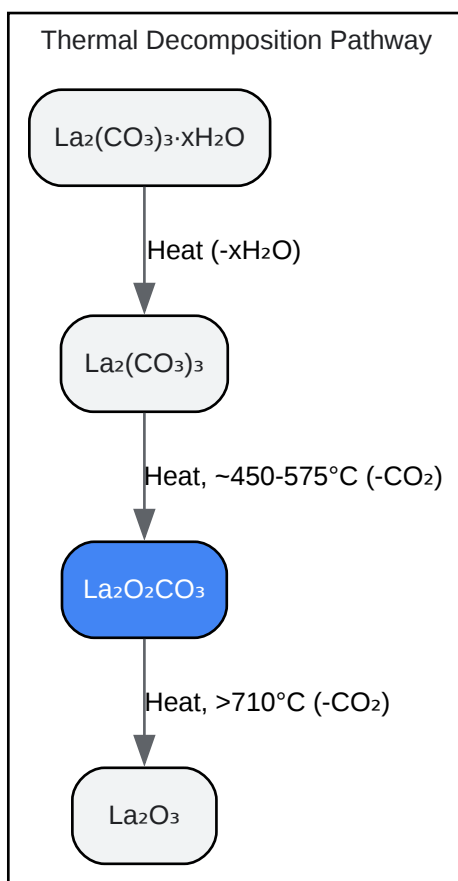 Thermal Decomposition Pathway
La₂(CO₃)₃·xH₂O
Heat (-xH₂O)
La₂(CO₃)₃
Heat, ~450-575°C (-CO₂)
La₂O₂CO₃
Heat, >710°C (-CO₂)
La₂O₃